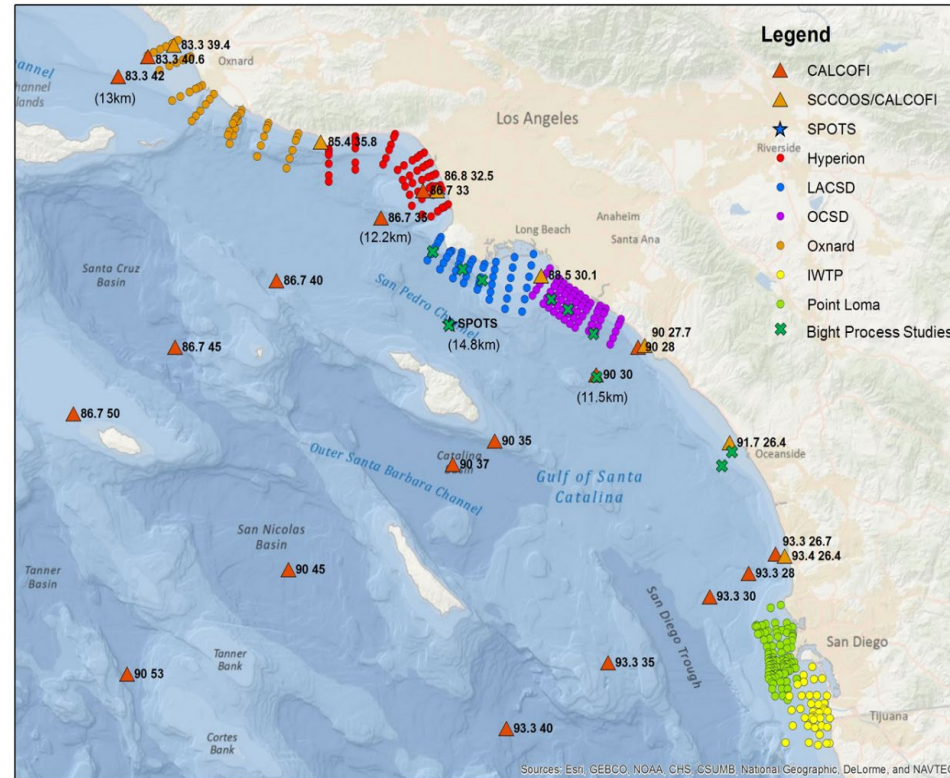 Legend
CALCOFI
SCCOOS/CALCOFI
SPOTS
Hyperion
LACSD
OCSD
Oxnard
IWTP
Point Loma
Bight Process Studies
83.3 39.4
83.3 40.6
83.3 42
(13km)
Oxnard
annel
hannel
lands
85.4 35.8
Los Angeles
Riverside
86.8 32.5
86.7 33
86.7 35
(12.2km)
Anaheim
Long Beach
Santa Ana
Santa Cruz
Basin
86.7 40
88.5 30.1
San Pedro Channel
SPOTS
(14.8km)
90 27.7
90 28
86.7 45
90 30
(11.5km)
86.7 50
90 35
91.7 26.4
Oceanside
Outer Santa Barbara Channel
Catalina
90 37
Gulf of Santa
Catalina
San Nicolas
Basin
93.3 26.7
93.4 26.4
93.3 28
90 45
Tanner
Basin
93.3 30
San Diego Trough
San Diego
Tanner
Bank
93.3 35
90 53
Tijuana
93.3 40
Cortes
Bank
Sources: Esri, GEBCO, NOAA, CHS, CSUMB, National Geographic, DeLorme, and NAVTEQ